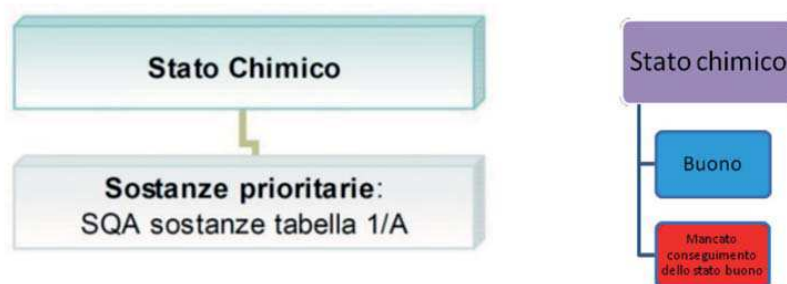 Stato Chimico
Sostanze prioritarie:
SQA sostanze tabella 1/A
Stato chimico
Buono
Mancato
conseguimento
dello stato buono